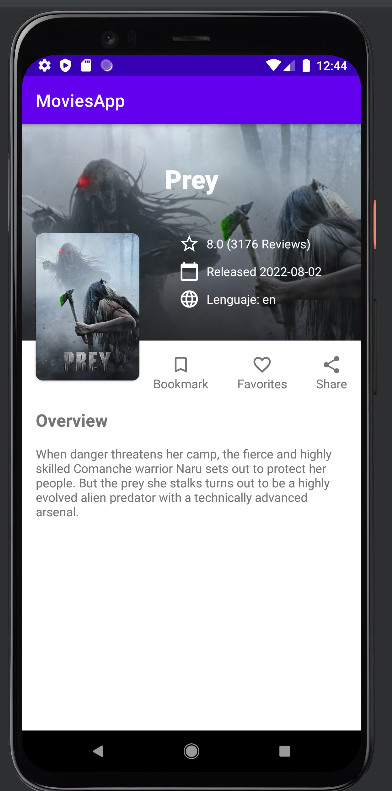 12:44
MoviesApp
Prey
8.0 (3176 Reviews)
Released 2022-08-02
Lenguaje: en
PREY
Bookmark
Favorites
Share
Overview
When danger threatens her camp, the fierce and highly
skilled Comanche warrior Naru sets out to protect her
people. But the prey she stalks turns out to be a highly
evolved alien predator with a technically advanced
arsenal.